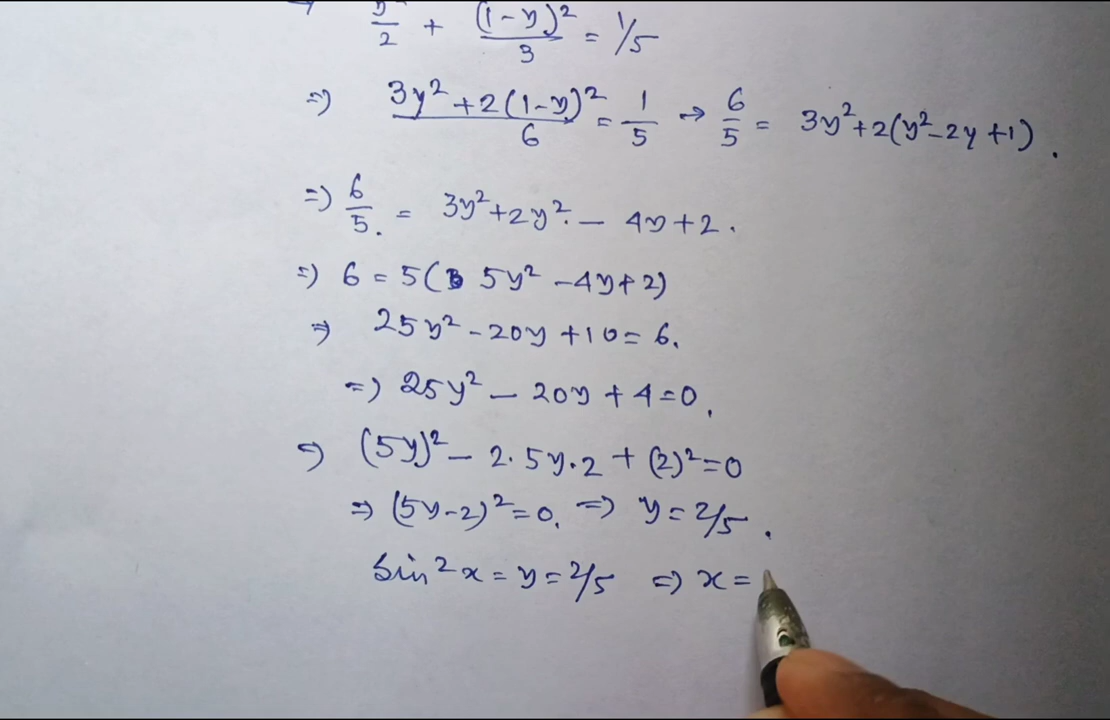 y²/2 + (1-y)²/3 = 1/5
⇒ (3y² + 2(1-y)²)/6 = 1/5 → 6/5 = 3y² + 2(y² - 2y + 1).
⇒ 6/5. = 3y² + 2y². - 4y + 2.
⇒ 6 = 5( 5y² - 4y + 2)
⇒ 25y² - 20y + 10 = 6.
⇒ 25y² - 20y + 4 = 0.
⇒ (5y)² - 2.5y.2 + (2)² = 0
⇒ (5y-2)² = 0. ⇒ y = 2/5.
Sin²x = y = 2/5 ⇒ x =